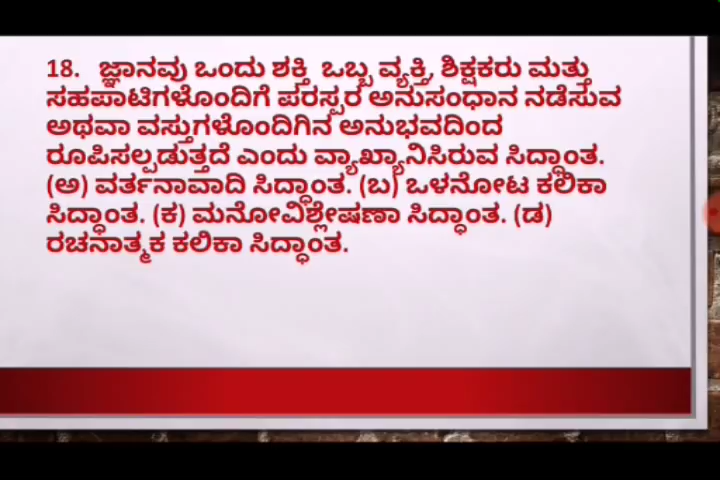 18. ಜ್ಞಾನವು ಒಂದು ಶಕ್ತಿ ಒಬ್ಬ ವ್ಯಕ್ತಿ, ಶಿಕ್ಷಕರು ಮತ್ತು
ಸಹಪಾಟಿಗಳೊಂದಿಗೆ ಪರಸ್ಪರ ಅನುಸಂಧಾನ ನಡೆಸುವ
ಅಥವಾ ವಸ್ತುಗಳೊಂದಿಗಿನ ಅನುಭವದಿಂದ
ರೂಪಿಸಲ್ಪಡುತ್ತದೆ ಎಂದು ವ್ಯಾಖ್ಯಾನಿಸಿರುವ ಸಿದ್ಧಾಂತ.
(ಅ) ವರ್ತನಾವಾದಿ ಸಿದ್ಧಾಂತ. (ಬ) ಒಳನೋಟ ಕಲಿಕಾ
ಸಿದ್ಧಾಂತ. (ಕ) ಮನೋವಿಶ್ಲೇಷಣಾ ಸಿದ್ಧಾಂತ. (ಡ)
ರಚನಾತ್ಮಕ ಕಲಿಕಾ ಸಿದ್ಧಾಂತ.